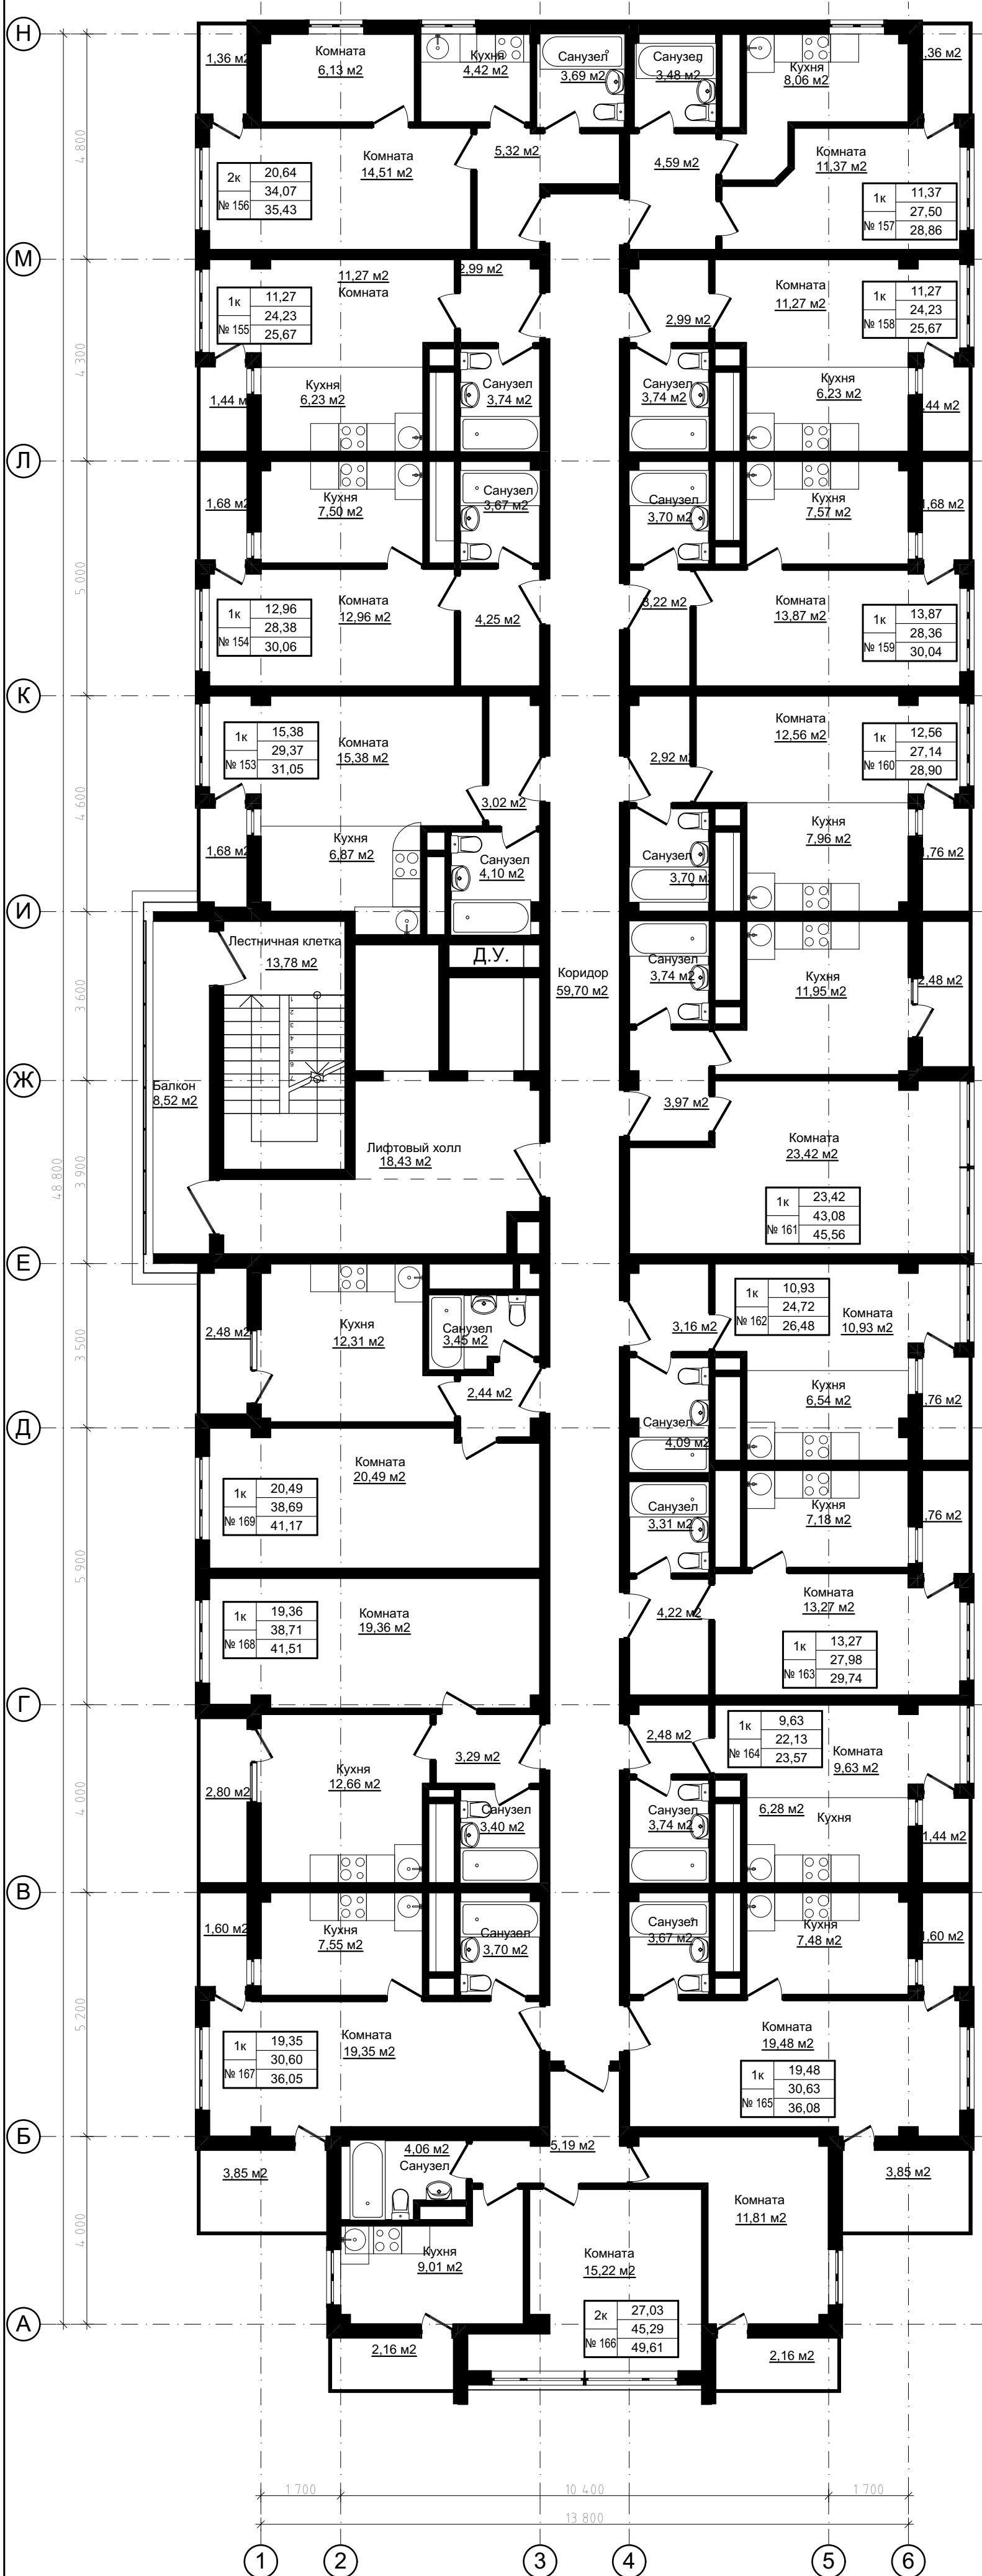 Н
1,36 м2
Комната
6,13 м2
Кухня
4,42 м2
Санузел
3,69 м2
Санузел
3,48 м2
Кухня
8,06 м2
,36 м2
4 800
Комната
14,51 м2
5,32 м2
4,59 м2
Комната
11,37 м2
2к
№ 156
20,64
34,07
35,43
1к
№ 157
11,37
27,50
28,86
М
11,27 м2
Комната
2,99 м2
2,99 м2
Комната
11,27 м2
1к
№ 155
11,27
24,23
25,67
1к
№ 158
11,27
24,23
25,67
4 300
1,44 м2
Кухня
6,23 м2
Санузел
3,74 м2
Санузел
3,74 м2
Кухня
6,23 м2
,44 м2
Л
1,68 м2
Кухня
7,50 м2
Санузел
3,67 м2
Санузел
3,70 м2
Кухня
7,57 м2
1,68 м2
5 000
1к
№ 154
12,96
28,38
30,06
Комната
12,96 м2
4,25 м2
3,22 м2
Комната
13,87 м2
1к
№ 159
13,87
28,36
30,04
К
1к
№ 153
15,38
29,37
31,05
Комната
15,38 м2
2,92 м2
Комната
12,56 м2
1к
№ 160
12,56
27,14
28,90
4 600
3,02 м2
1,68 м2
Кухня
6,87 м2
Санузел
4,10 м2
Санузел
3,70 м2
Кухня
7,96 м2
1,76 м2
И
Лестничная клетка
13,78 м2
Д.У.
Коридор
59,70 м2
Санузел
3,74 м2
Кухня
11,95 м2
2,48 м2
3 600
Ж
Балкон
8,52 м2
3,97 м2
Лифтовый холл
18,43 м2
Комната
23,42 м2
48 800
3 900
1к
№ 161
23,42
43,08
45,56
Е
2,48 м2
Кухня
12,31 м2
Санузел
3,45 м2
2,44 м2
3,16 м2
1к
№ 162
10,93
24,72
26,48
Комната
10,93 м2
3 500
Кухня
6,54 м2
,76 м2
Д
Санузел
4,09 м2
Комната
20,49 м2
1к
№ 169
20,49
38,69
41,17
Санузел
3,31 м2
Кухня
7,18 м2
,76 м2
5 900
1к
№ 168
19,36
38,71
41,51
Комната
19,36 м2
4,22 м2
Комната
13,27 м2
1к
№ 163
13,27
27,98
29,74
Г
2,48 м2
1к
№ 164
9,63
22,13
23,57
Комната
9,63 м2
3,29 м2
2,80 м2
Кухня
12,66 м2
4 000
Санузел
3,40 м2
Санузел
3,74 м2
6,28 м2
Кухня
1,44 м2
В
1,60 м2
Кухня
7,55 м2
Санузел
3,70 м2
Санузел
3,67 м2
Кухня
7,48 м2
1,60 м2
5 200
1к
№ 167
19,35
30,60
36,05
Комната
19,35 м2
Комната
19,48 м2
1к
№ 165
19,48
30,63
36,08
Б
3,85 м2
4,06 м2
Санузел
5,19 м2
3,85 м2
4 000
Комната
11,81 м2
Кухня
9,01 м2
Комната
15,22 м2
2к
№ 166
27,03
45,29
49,61
А
2,16 м2
2,16 м2
1 700
10 400
1 700
13 800
1
2
3
4
5
6